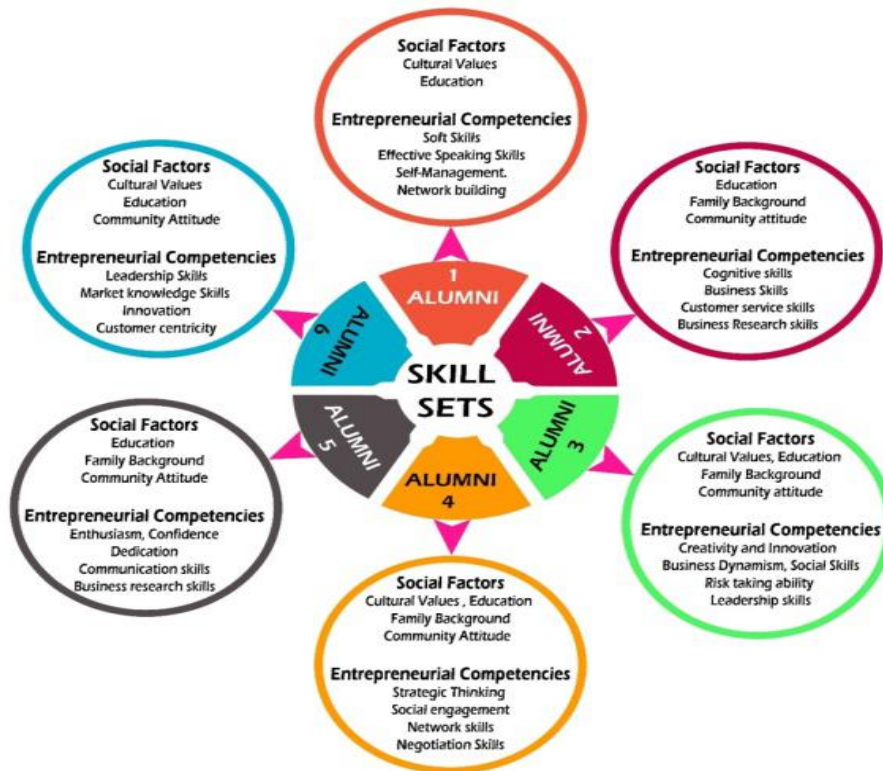 Social Factors
Cultural Values
Education
Entrepreneurial Competencies
Soft Skills
Effective Speaking Skills
Self-Management.
Network building
Social Factors
Education
Family Background
Community attitude
Entrepreneurial Competencies
Cognitive skills
Business Skills
Customer service skills
Business Research skills
Social Factors
Cultural Values, Education
Family Background
Community attitude
Entrepreneurial Competencies
Creativity and Innovation
Business Dynamism, Social Skills
Risk taking ability
Leadership skills
Social Factors
Cultural Values , Education
Family Background
Community Attitude
Entrepreneurial Competencies
Strategic Thinking
Social engagement
Network skills
Negotiation Skills
Social Factors
Education
Family Background
Community Attitude
Entrepreneurial Competencies
Enthusiasm, Confidence
Dedication
Communication skills
Business research skills
Social Factors
Cultural Values
Education
Community Attitude
Entrepreneurial Competencies
Leadership Skills
Market knowledge Skills
Innovation
Customer centricity
1
ALUMNI
2
ALUMNI
ALUMNI
3
ALUMNI
4
ALUMNI
5
ALUMNI
6
SKILL
SETS